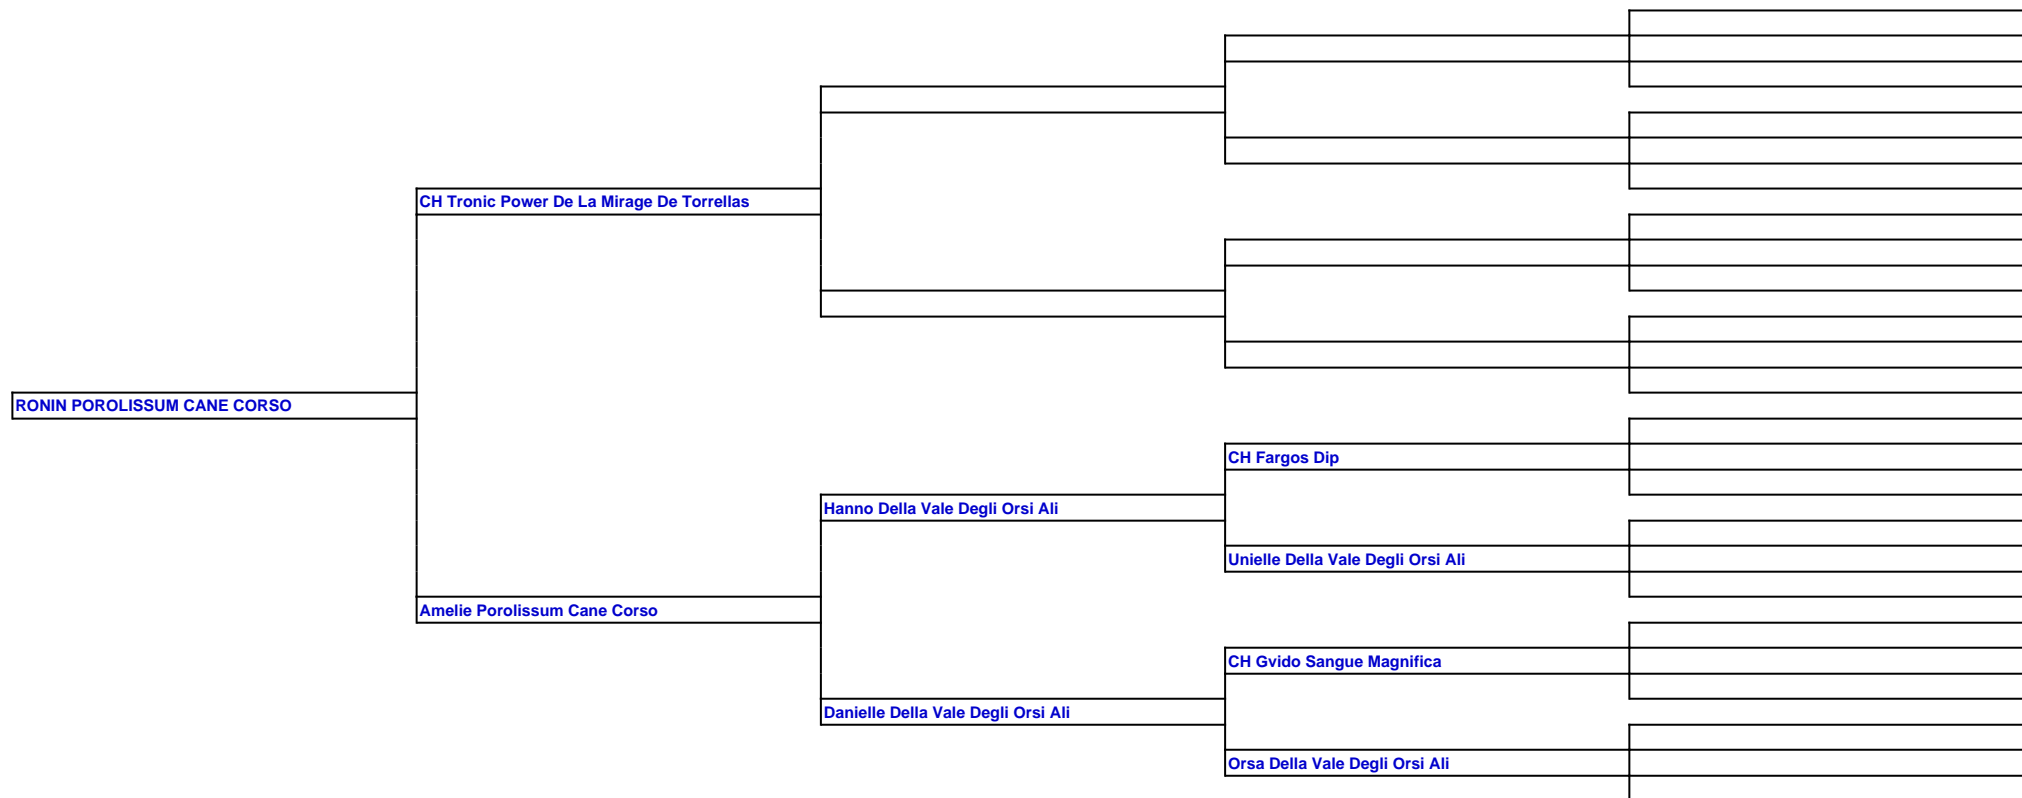 CH Tronic Power De La Mirage De Torrellas
RONIN POROLISSUM CANE CORSO
CH Fargos Dip
Hanno Della Vale Degli Orsi Ali
Unielle Della Vale Degli Orsi Ali
Amelie Porolissum Cane Corso
CH Gvido Sangue Magnifica
Danielle Della Vale Degli Orsi Ali
Orsa Della Vale Degli Orsi Ali